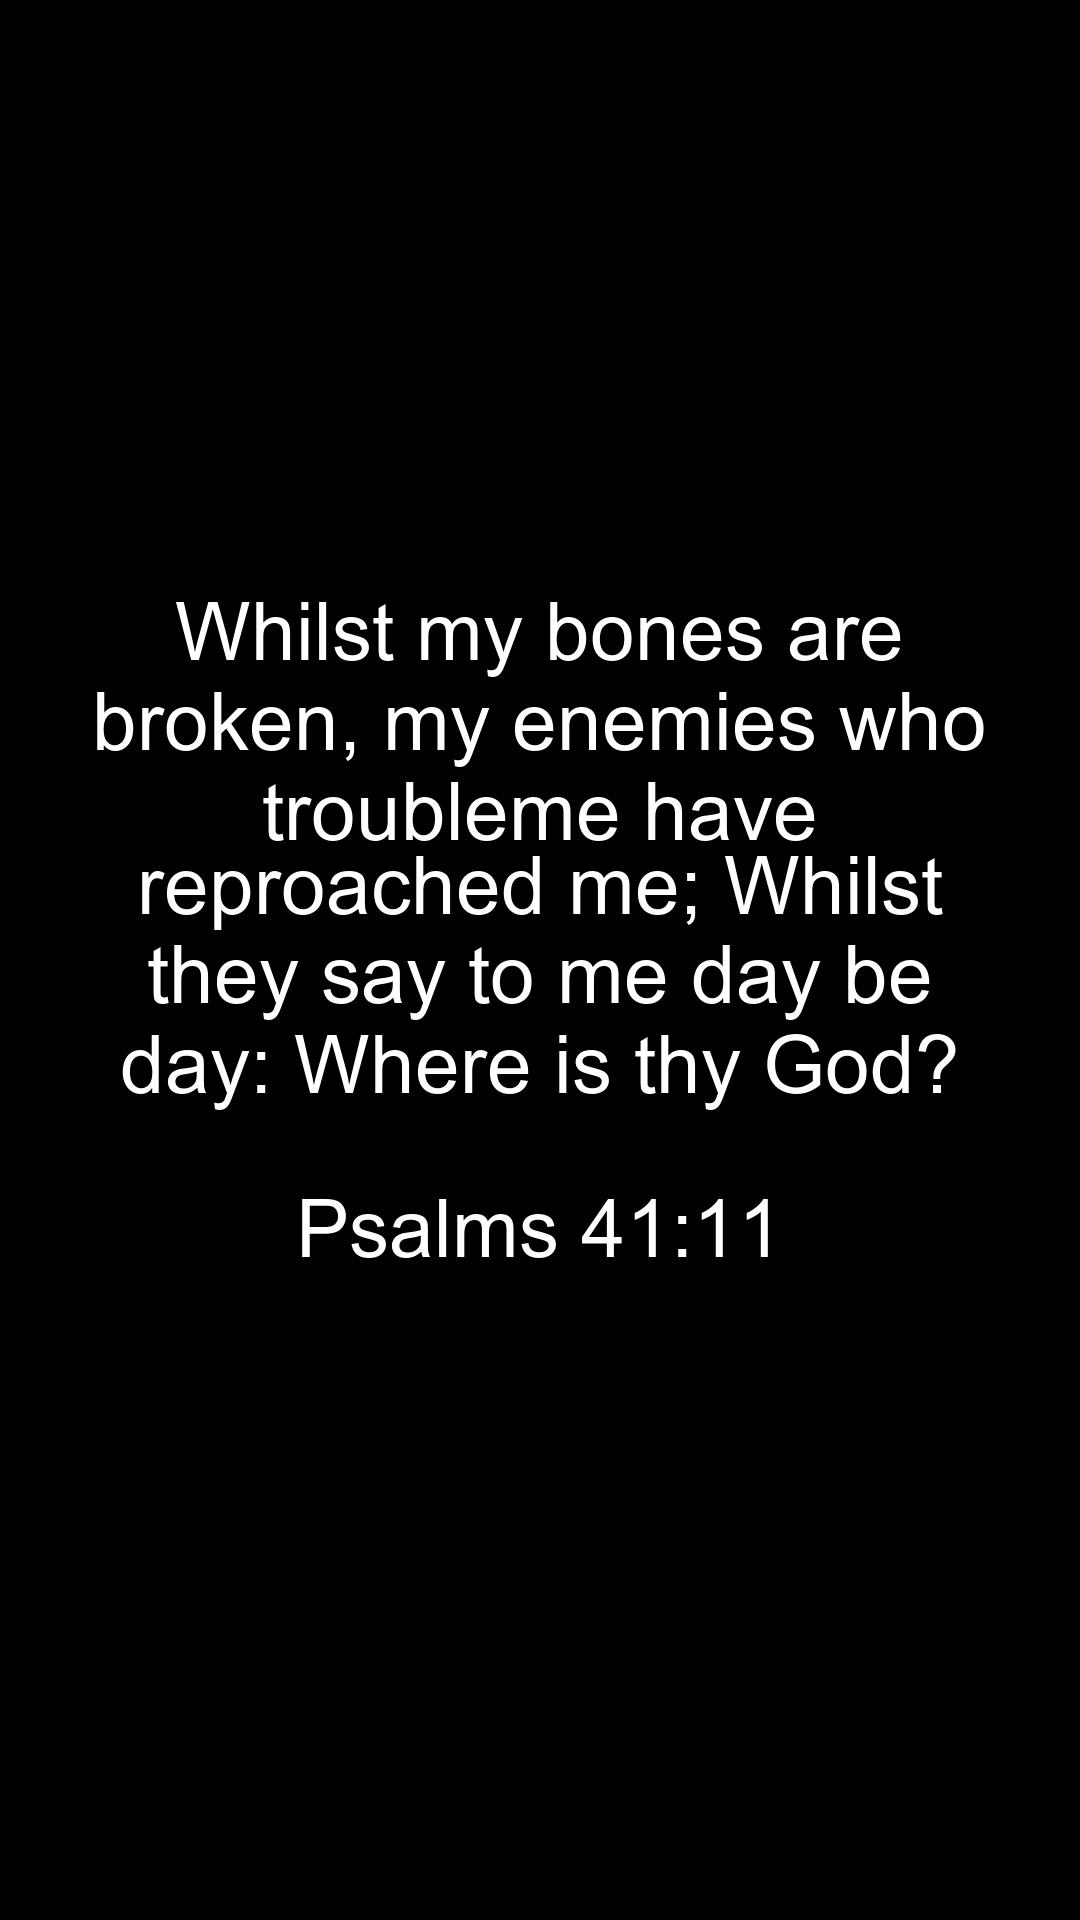 Whilst my bones are
broken, my enemies who
troubleme have
reproached me; Whilst
they say to me day be
day: Where is thy God?
Psalms 41:11